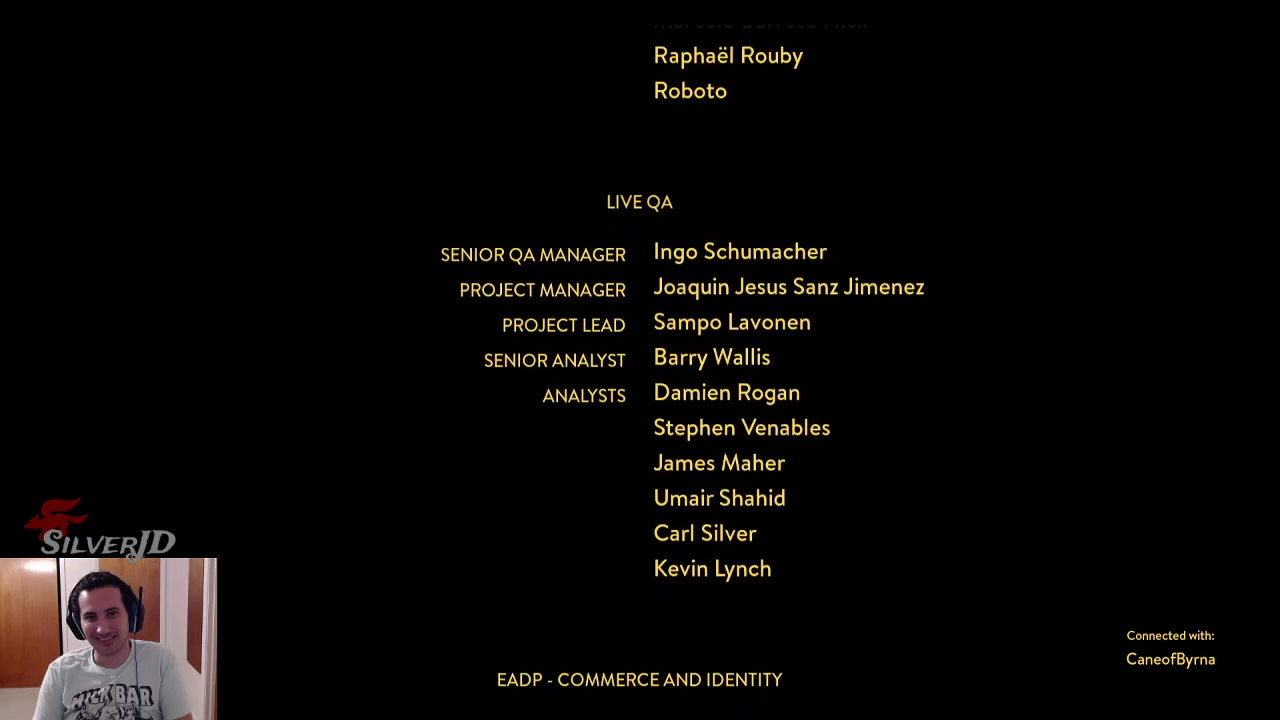 Raphaël Rouby
Roboto
LIVE QA
SENIOR QA MANAGER Ingo Schumacher
PROJECT MANAGER Joaquin Jesus Sanz Jimenez
PROJECT LEAD Sampo Lavonen
SENIOR ANALYST Barry Wallis
ANALYSTS Damien Rogan
Stephen Venables
James Maher
Umair Shahid
Carl Silver
Kevin Lynch
SILVERJD
MILK BAR
Connected with:
CaneofByrna
EADP - COMMERCE AND IDENTITY